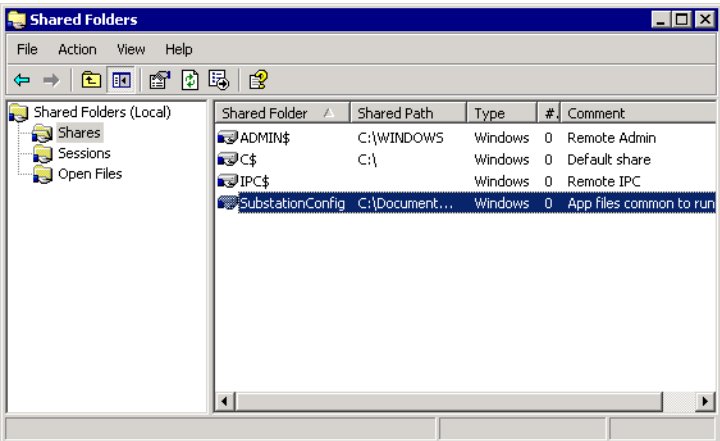 Shared Folders
File Action View Help
Shared Folders (Local)
Shares
Sessions
Open Files
Shared Folder Shared Path Type #. Comment
ADMIN$ C:\WINDOWS Windows 0 Remote Admin
C$ C:\ Windows 0 Default share
IPC$ Windows 0 Remote IPC
SubstationConfig C:\Document... Windows 0 App files common to run